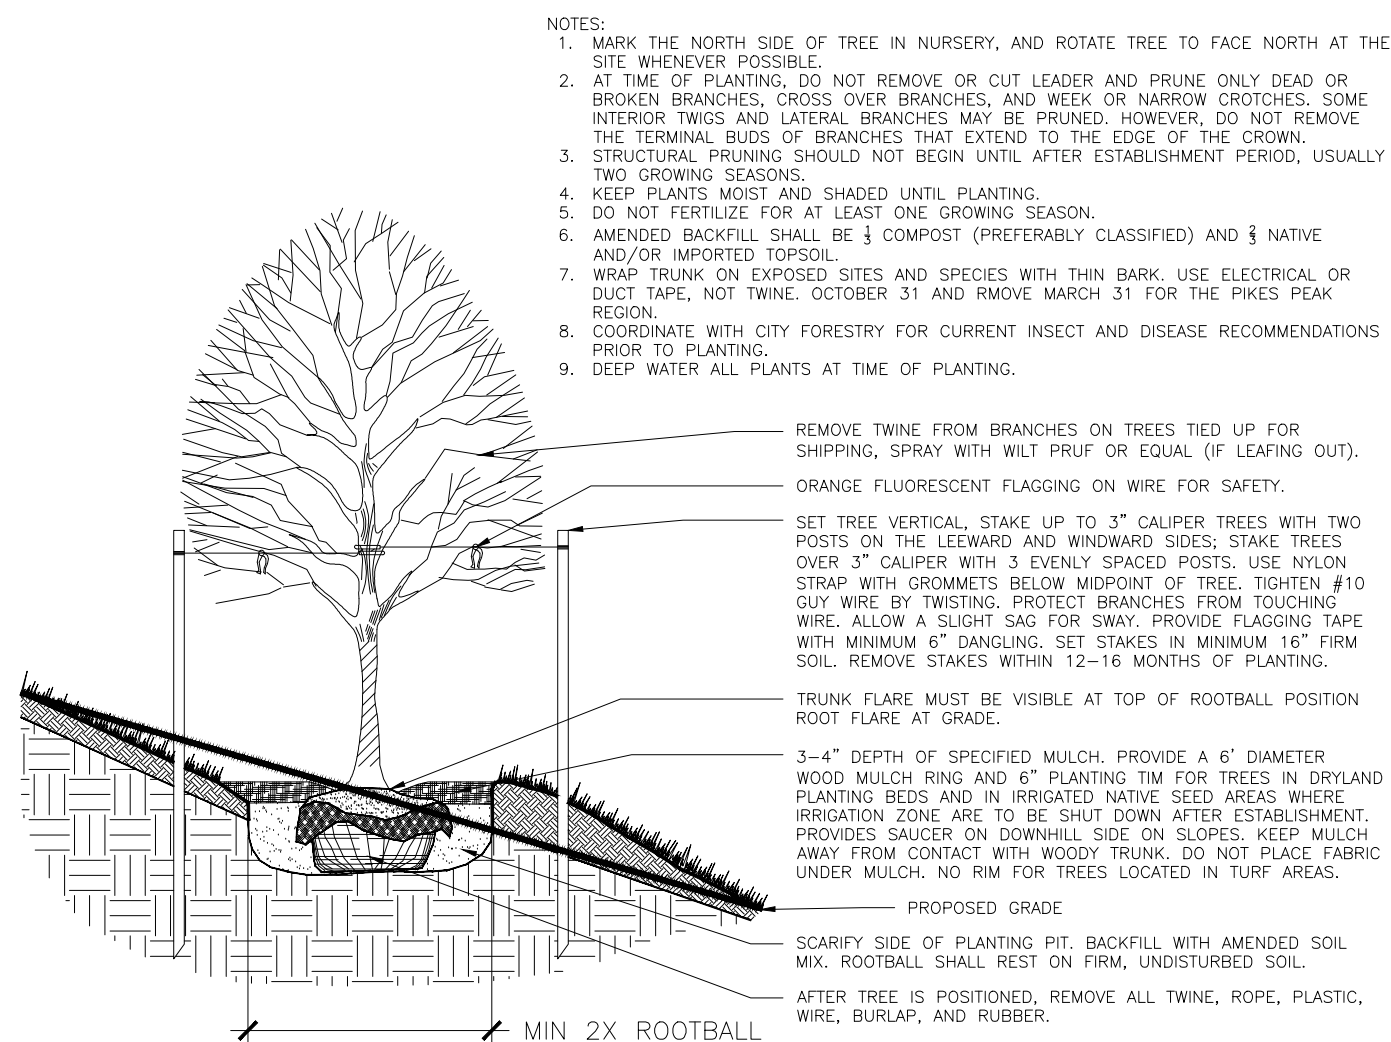 NOTES:
1. MARK THE NORTH SIDE OF TREE IN NURSERY, AND ROTATE TREE TO FACE NORTH AT THE
SITE WHENEVER POSSIBLE.
2. AT TIME OF PLANTING, DO NOT REMOVE OR CUT LEADER AND PRUNE ONLY DEAD OR
BROKEN BRANCHES, CROSS OVER BRANCHES, AND WEEK OR NARROW CROTCHES. SOME
INTERIOR TWIGS AND LATERAL BRANCHES MAY BE PRUNED. HOWEVER, DO NOT REMOVE
THE TERMINAL BUDS OF BRANCHES THAT EXTEND TO THE EDGE OF THE CROWN.
3. STRUCTURAL PRUNING SHOULD NOT BEGIN UNTIL AFTER ESTABLISHMENT PERIOD, USUALLY
TWO GROWING SEASONS.
4. KEEP PLANTS MOIST AND SHADED UNTIL PLANTING.
5. DO NOT FERTILIZE FOR AT LEAST ONE GROWING SEASON.
6. AMENDED BACKFILL SHALL BE ⅓ COMPOST (PREFERABLY CLASSIFIED) AND ⅔ NATIVE
AND/OR IMPORTED TOPSOIL.
7. WRAP TRUNK ON EXPOSED SITES AND SPECIES WITH THIN BARK. USE ELECTRICAL OR
DUCT TAPE, NOT TWINE. OCTOBER 31 AND RMOVE MARCH 31 FOR THE PIKES PEAK
REGION.
8. COORDINATE WITH CITY FORESTRY FOR CURRENT INSECT AND DISEASE RECOMMENDATIONS
PRIOR TO PLANTING.
9. DEEP WATER ALL PLANTS AT TIME OF PLANTING.
REMOVE TWINE FROM BRANCHES ON TREES TIED UP FOR
SHIPPING, SPRAY WITH WILT PRUF OR EQUAL (IF LEAFING OUT).
ORANGE FLUORESCENT FLAGGING ON WIRE FOR SAFETY.
SET TREE VERTICAL, STAKE UP TO 3” CALIPER TREES WITH TWO
POSTS ON THE LEEWARD AND WINDWARD SIDES; STAKE TREES
OVER 3” CALIPER WITH 3 EVENLY SPACED POSTS. USE NYLON
STRAP WITH GROMMETS BELOW MIDPOINT OF TREE. TIGHTEN #10
GUY WIRE BY TWISTING. PROTECT BRANCHES FROM TOUCHING
WIRE. ALLOW A SLIGHT SAG FOR SWAY. PROVIDE FLAGGING TAPE
WITH MINIMUM 6” DANGLING. SET STAKES IN MINIMUM 16” FIRM
SOIL. REMOVE STAKES WITHIN 12-16 MONTHS OF PLANTING.
TRUNK FLARE MUST BE VISIBLE AT TOP OF ROOTBALL POSITION
ROOT FLARE AT GRADE.
3-4” DEPTH OF SPECIFIED MULCH. PROVIDE A 6’ DIAMETER
WOOD MULCH RING AND 6” PLANTING TIM FOR TREES IN DRYLAND
PLANTING BEDS AND IN IRRIGATED NATIVE SEED AREAS WHERE
IRRIGATION ZONE ARE TO BE SHUT DOWN AFTER ESTABLISHMENT.
PROVIDES SAUCER ON DOWNHILL SIDE ON SLOPES. KEEP MULCH
AWAY FROM CONTACT WITH WOODY TRUNK. DO NOT PLACE FABRIC
UNDER MULCH. NO RIM FOR TREES LOCATED IN TURF AREAS.
PROPOSED GRADE
SCARIFY SIDE OF PLANTING PIT. BACKFILL WITH AMENDED SOIL
MIX. ROOTBALL SHALL REST ON FIRM, UNDISTURBED SOIL.
AFTER TREE IS POSITIONED, REMOVE ALL TWINE, ROPE, PLASTIC,
WIRE, BURLAP, AND RUBBER.
MIN 2X ROOTBALL